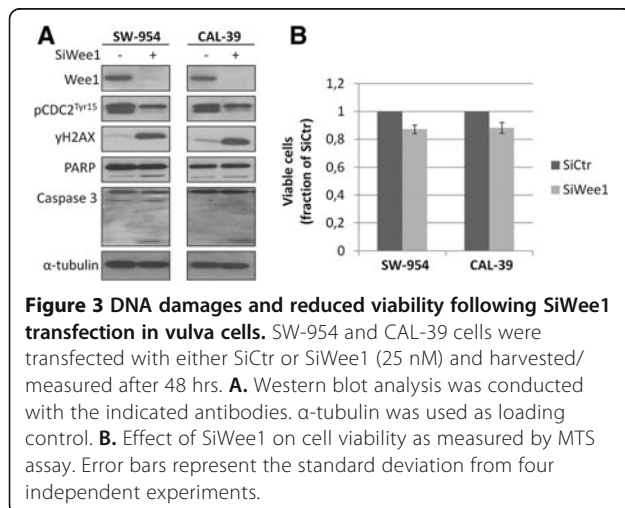 A
B
SW-954 CAL-39
SiWee1 - + - +
Wee1
pCDC2Tyr15
γH2AX
PARP
Caspase 3
α-tubulin
Viable cells
(fraction of SiCtr)
1,2
1
0,8
0,6
0,4
0,2
0
SW-954 CAL-39
SiCtr
SiWee1
Figure 3 DNA damages and reduced viability following SiWee1
transfection in vulva cells. SW-954 and CAL-39 cells were
transfected with either SiCtr or SiWee1 (25 nM) and harvested/
measured after 48 hrs. A. Western blot analysis was conducted
with the indicated antibodies. α-tubulin was used as loading
control. B. Effect of SiWee1 on cell viability as measured by MTS
assay. Error bars represent the standard deviation from four
independent experiments.